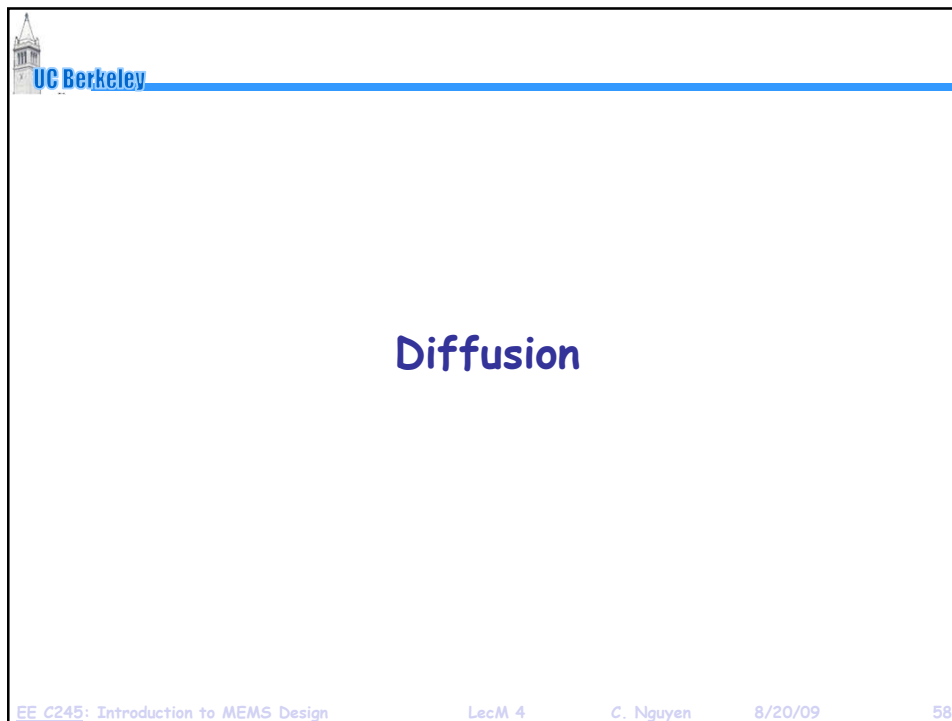 UC Berkeley
Diffusion
EE C245: Introduction to MEMS Design LecM 4 C. Nguyen 8/20/09 58